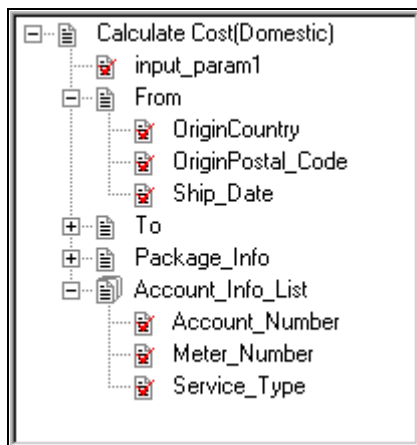 Calculate Cost(Domestic)
input_param1
From
OriginCountry
OriginPostal_Code
Ship_Date
To
Package_Info
Account_Info_List
Account_Number
Meter_Number
Service_Type